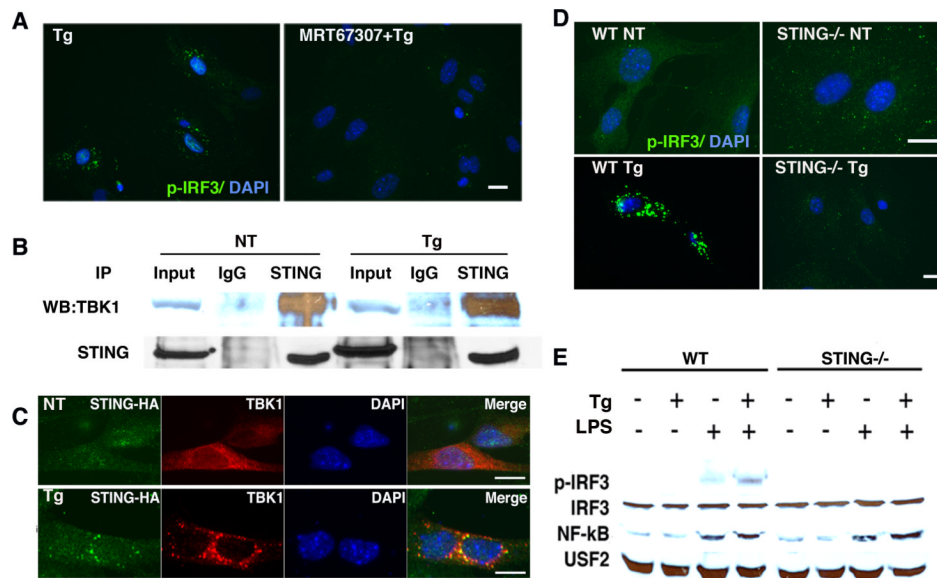 A
Tg
MRT67307+Tg
p-IRF3/ DAPI
B
NT
Tg
IP
Input
IgG
STING
Input
IgG
STING
WB:TBK1
STING
C
NT
STING-HA
TBK1
DAPI
Merge
Tg
STING-HA
TBK1
DAPI
Merge
D
WT NT
STING-/- NT
p-IRF3/ DAPI
WT Tg
STING-/- Tg
E
WT
STING-/-
Tg - + - + - + - +
LPS - - + + - - + +
p-IRF3
IRF3
NF-kB
USF2